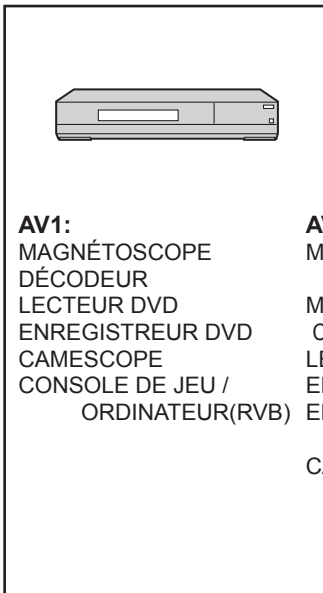 AV1:
MAGNÉTOSCOPE
DÉCODEUR
LECTEUR DVD
ENREGISTREUR DVD
CAMESCOPE
CONSOLE DE JEU /
ORDINATEUR(RVB)